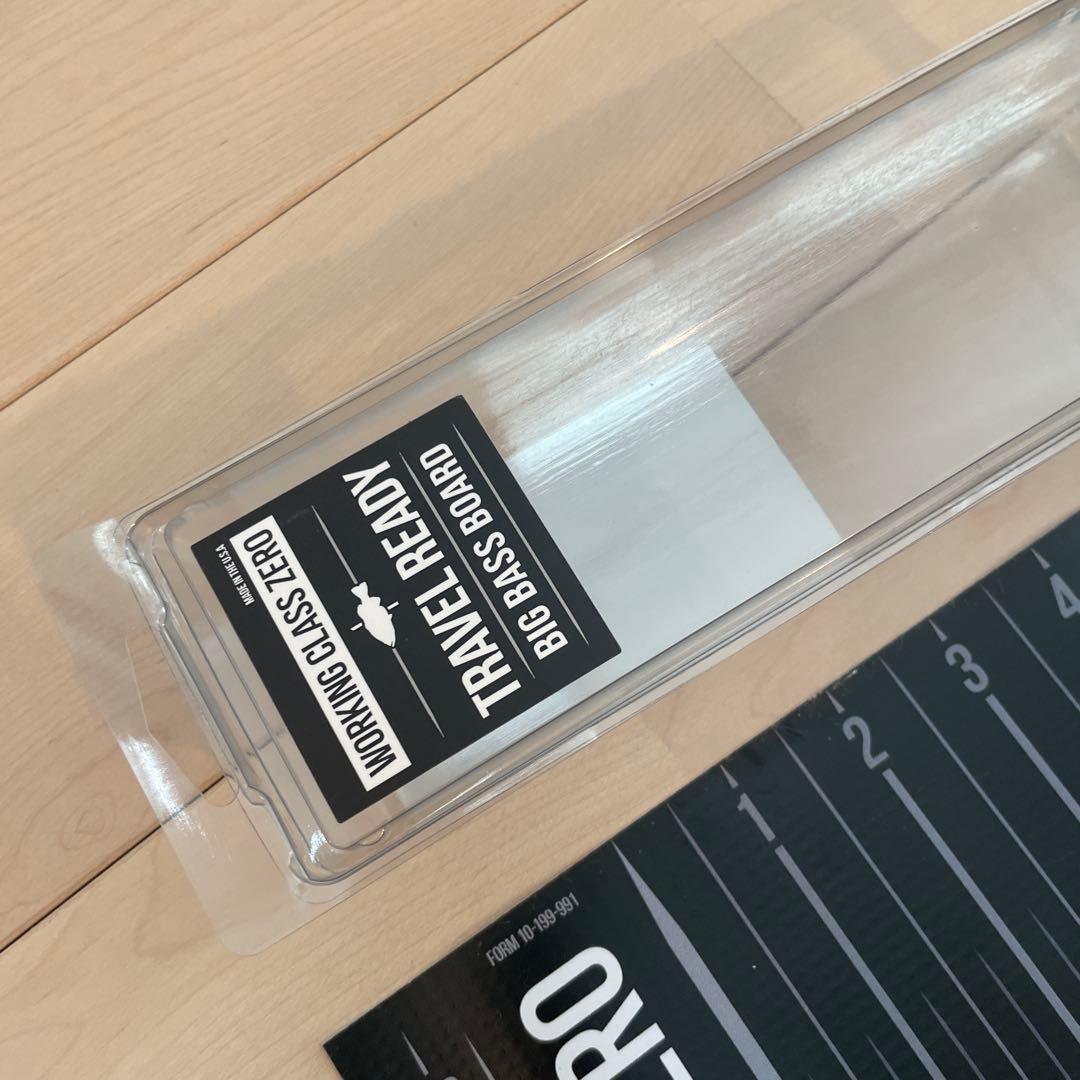 MADE IN THE U.S.A
WORKING CLASS ZERO
TRAVEL READY
BIG BASS BOARD
1
2
3
4
FORM 10-199-991